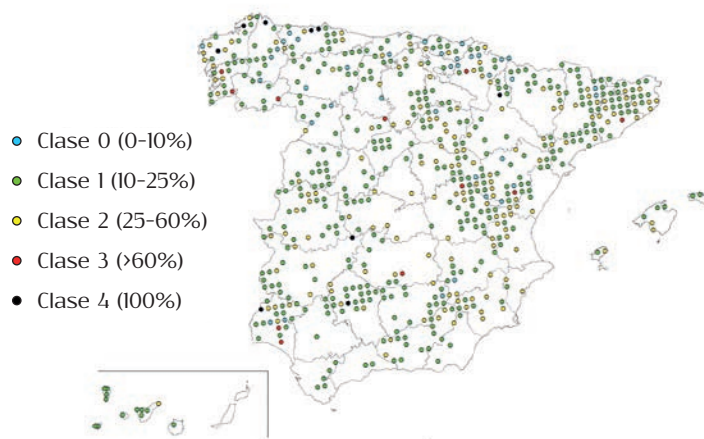 Clase 0 (0-10%)
Clase 1 (10-25%)
Clase 2 (25-60%)
Clase 3 (>60%)
Clase 4 (100%)